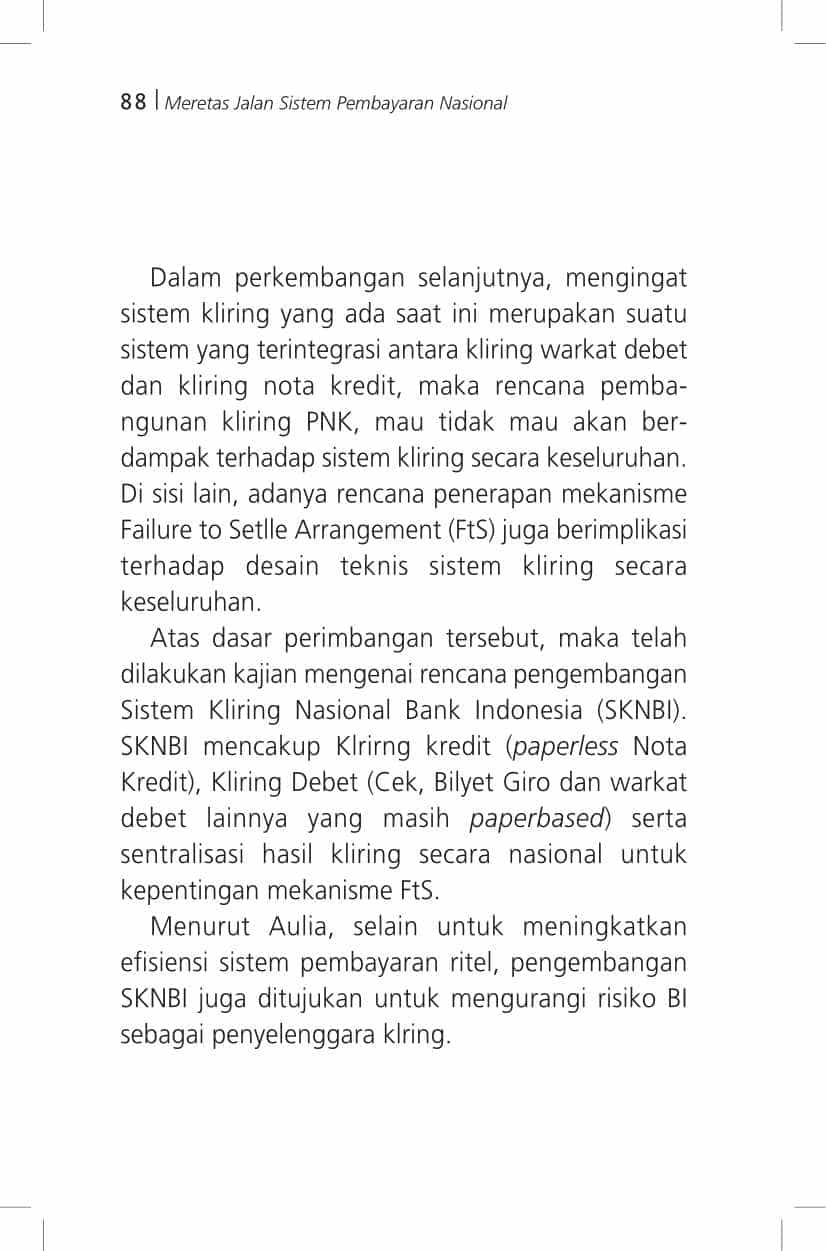 88 | Meretas Jalan Sistem Pembayaran Nasional
Dalam perkembangan selanjutnya, mengingat
sistem kliring yang ada saat ini merupakan suatu
sistem yang terintegrasi antara kliring warkat debet
dan kliring nota kredit, maka rencana pemba-
ngunan kliring PNK, mau tidak mau akan ber-
dampak terhadap sistem kliring secara keseluruhan.
Di sisi lain, adanya rencana penerapan mekanisme
Failure to Setlle Arrangement (FtS) juga berimplikasi
terhadap desain teknis sistem kliring secara
keseluruhan.
Atas dasar perimbangan tersebut, maka telah
dilakukan kajian mengenai rencana pengembangan
Sistem Kliring Nasional Bank Indonesia (SKNBI).
SKNBI mencakup Klrirng kredit (paperless Nota
Kredit), Kliring Debet (Cek, Bilyet Giro dan warkat
debet lainnya yang masih paperbased) serta
sentralisasi hasil kliring secara nasional untuk
kepentingan mekanisme FtS.
Menurut Aulia, selain untuk meningkatkan
efisiensi sistem pembayaran ritel, pengembangan
SKNBI juga ditujukan untuk mengurangi risiko BI
sebagai penyelenggara klring.